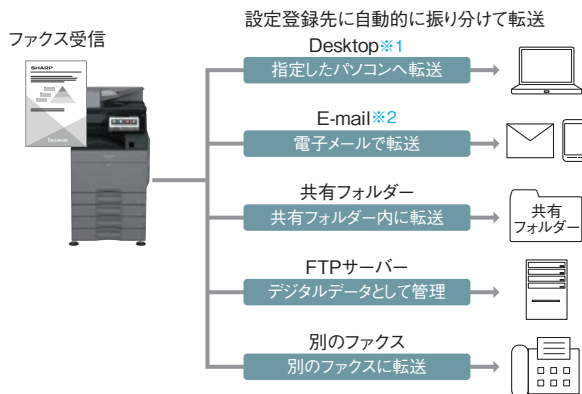 設定登録先に自動的に振り分けて転送
ファクス受信
SHARP
Document
Desktop※1
指定したパソコンへ転送
E-mail※2
電子メールで転送
共有フォルダー
共有フォルダー内に転送
共有
フォルダー
FTPサーバー
デジタルデータとして管理
別のファクス
別のファクスに転送